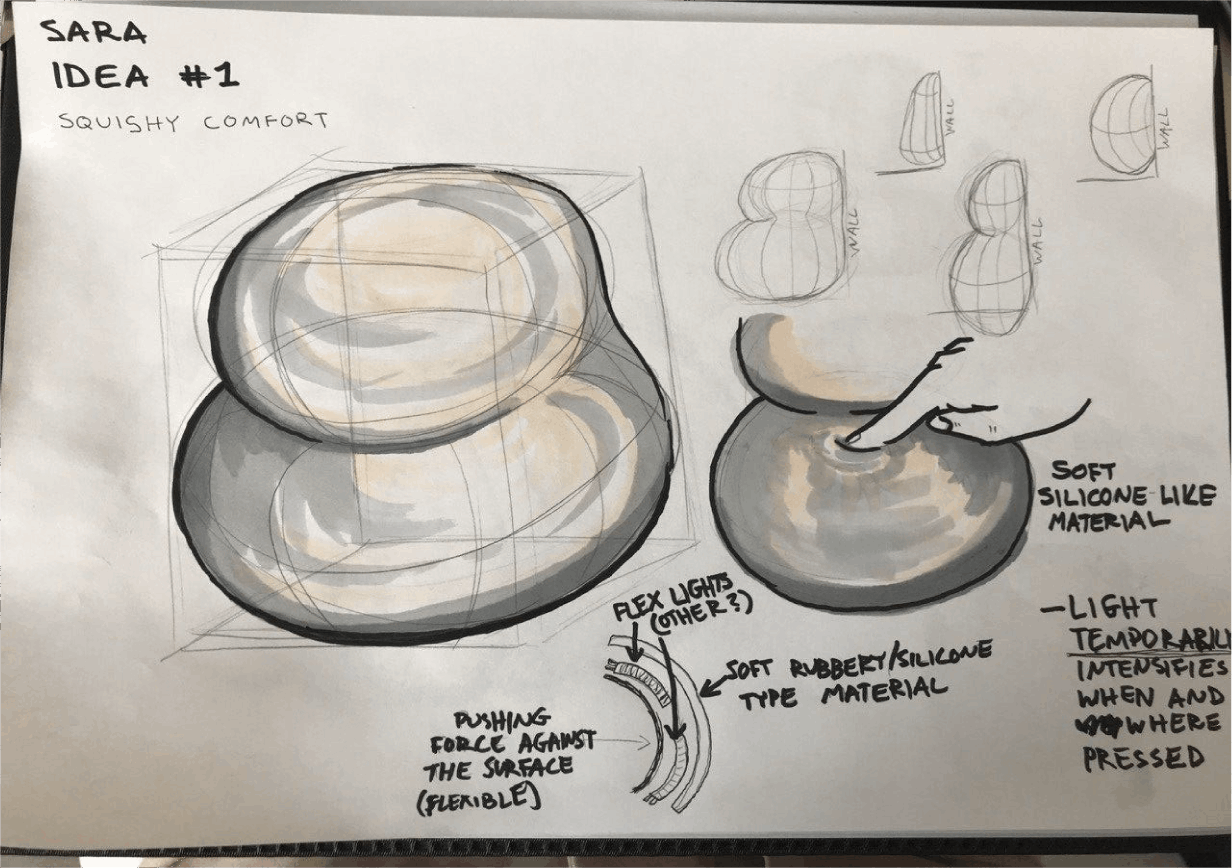 SARA
IDEA #1
SQUISHY COMFORT
WALL
WALL
WALL
WALL
SOFT
SILICONE-LIKE
MATERIAL
FLEX LIGHTS
(OTHER?)
SOFT RUBBERY/SILICONE
TYPE MATERIAL
PUSHING
FORCE AGAINST
THE SURFACE
(FLEXIBLE)
-LIGHT
TEMPORABILI
INTENSIFIES
WHEN AND
WHERE
PRESSED